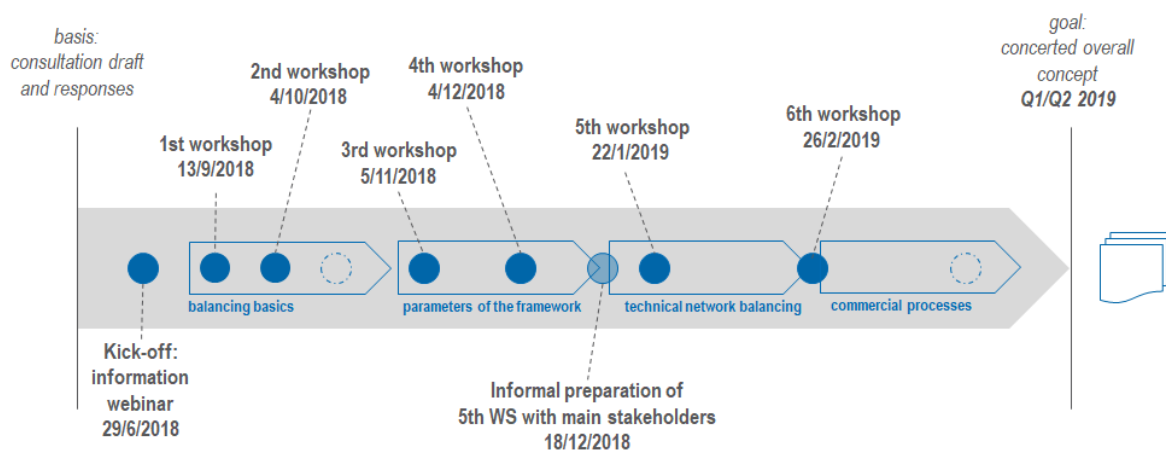 basis:
consultation draft
and responses
goal:
concerted overall
concept
Q1/Q2 2019
1st workshop
13/9/2018
2nd workshop
4/10/2018
3rd workshop
5/11/2018
4th workshop
4/12/2018
5th workshop
22/1/2019
6th workshop
26/2/2019
balancing basics
parameters of the framework
technical network balancing
commercial processes
Kick-off:
information
webinar
29/6/2018
Informal preparation of
5th WS with main stakeholders
18/12/2018